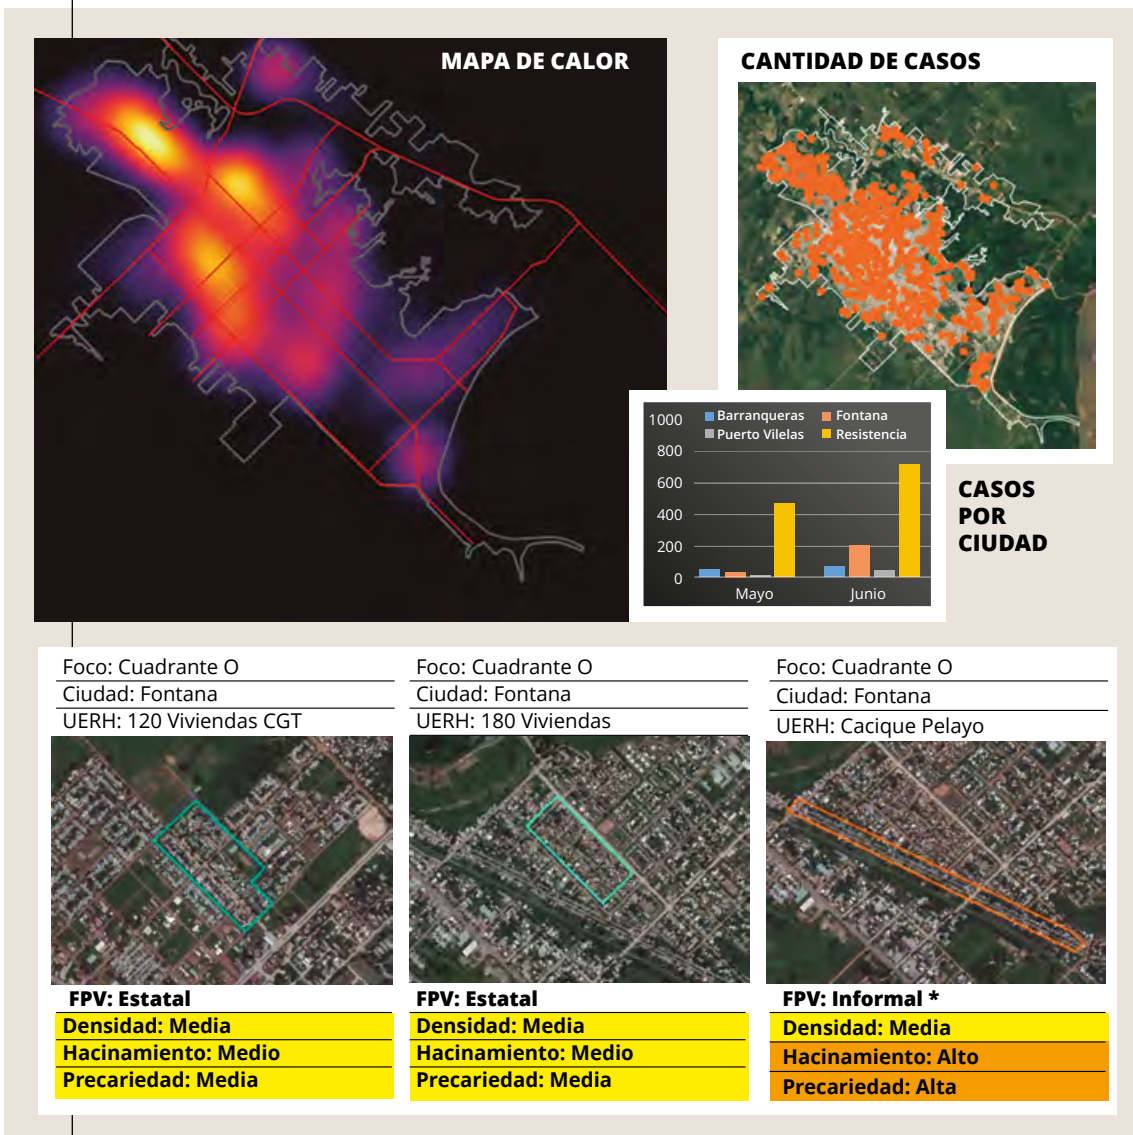 MAPA DE CALOR
CANTIDAD DE CASOS
1000
800
600
400
200
0
Barranqueras
Fontana
Puerto Vilelas
Resistencia
Mayo
Junio
CASOS
POR
CIUDAD
Foco: Cuadrante O
Ciudad: Fontana
UERH: 120 Viviendas CGT
FPV: Estatal
Densidad: Media
Hacinamiento: Medio
Precariedad: Media
Foco: Cuadrante O
Ciudad: Fontana
UERH: 180 Viviendas
FPV: Estatal
Densidad: Media
Hacinamiento: Medio
Precariedad: Media
Foco: Cuadrante O
Ciudad: Fontana
UERH: Cacique Pelayo
FPV: Informal *
Densidad: Media
Hacinamiento: Alto
Precariedad: Alta